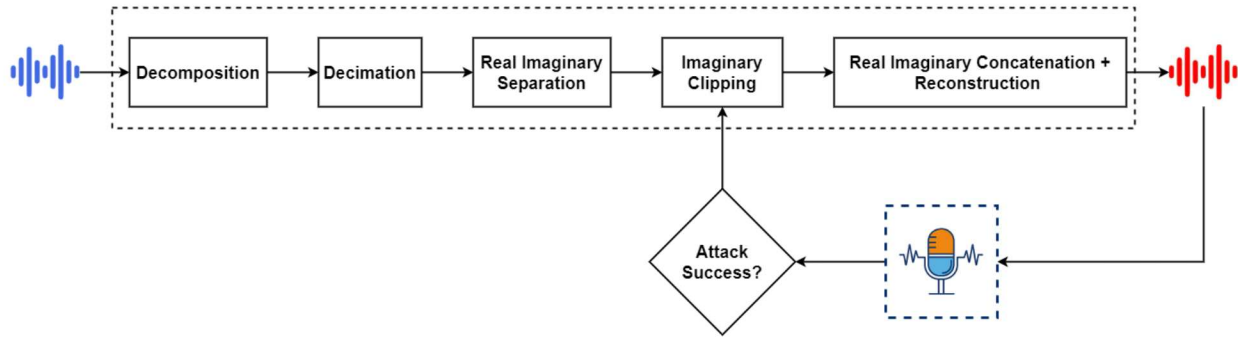 Decomposition
Decimation
Real Imaginary
Separation
Imaginary
Clipping
Real Imaginary Concatenation +
Reconstruction
Attack
Success?